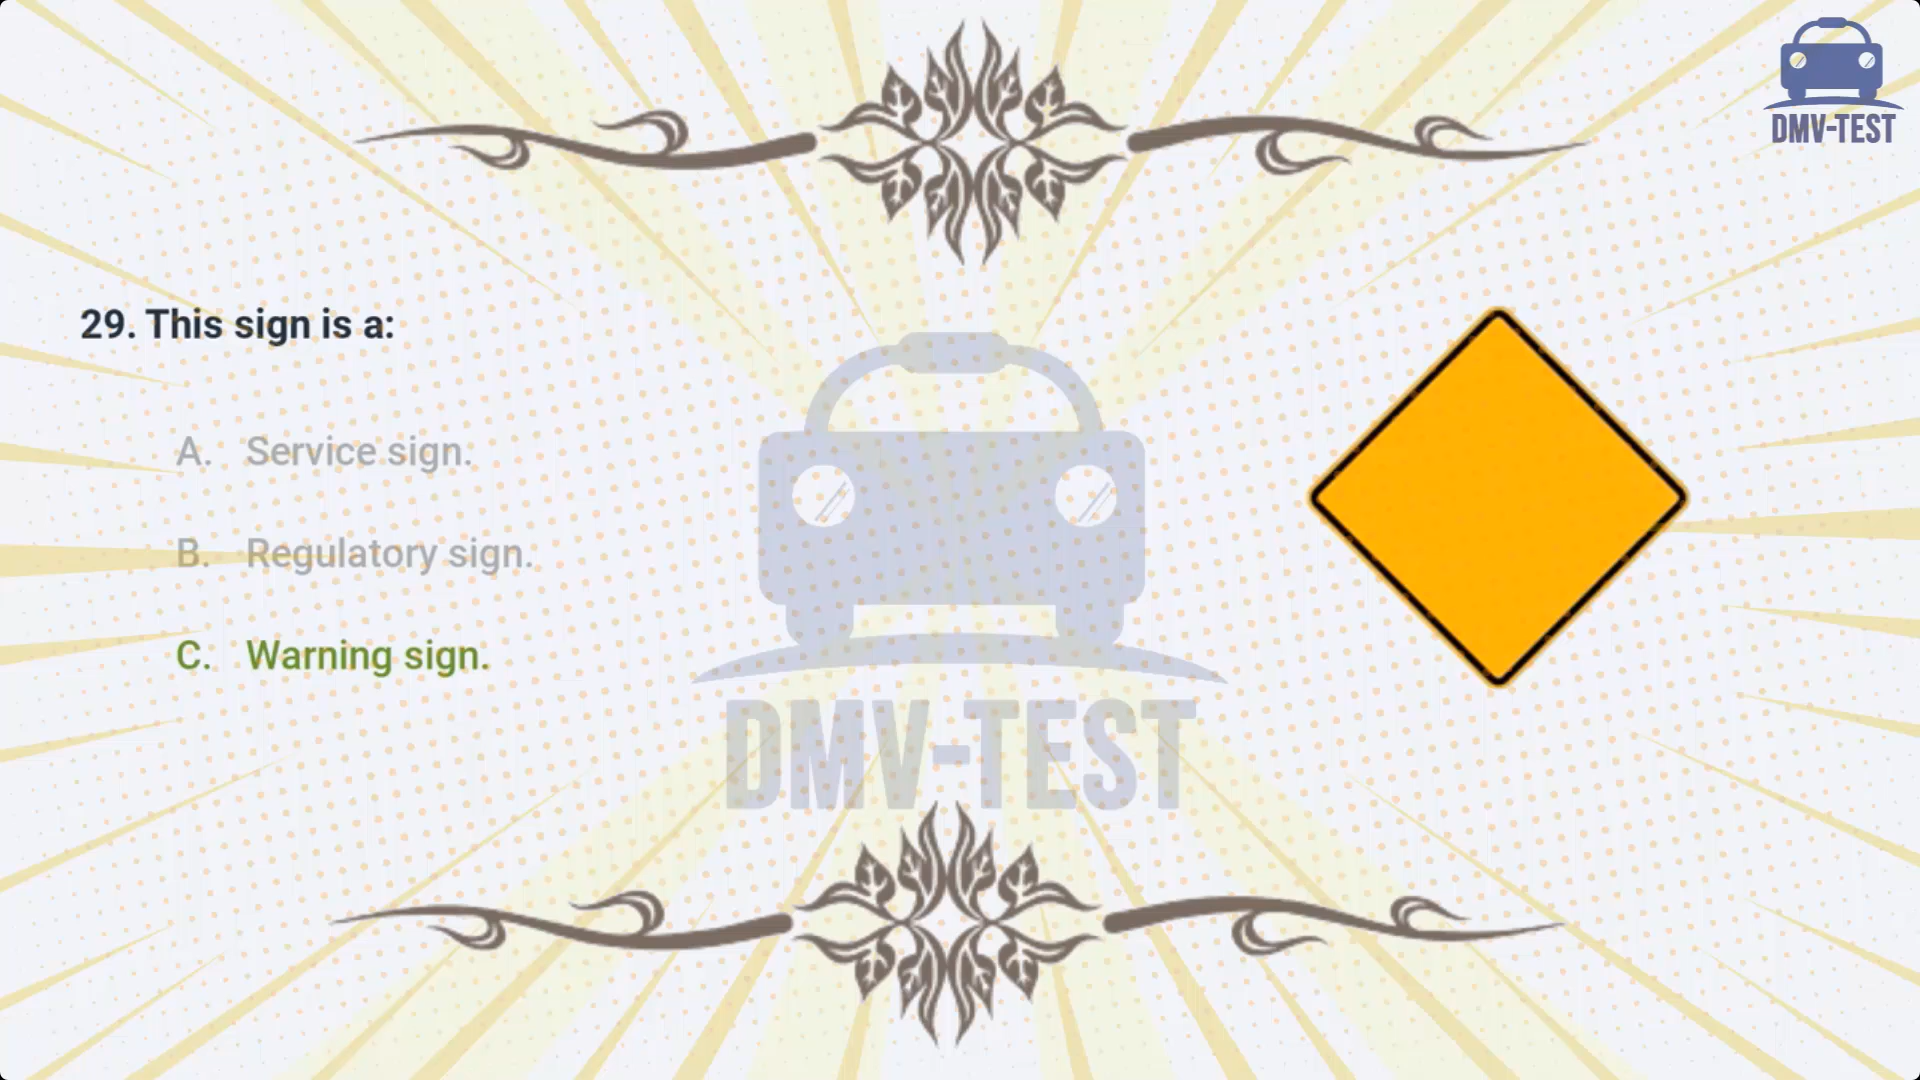 DMV-TEST
29. This sign is a:
A. Service sign.
B. Regulatory sign.
C. Warning sign.
DMV-TEST